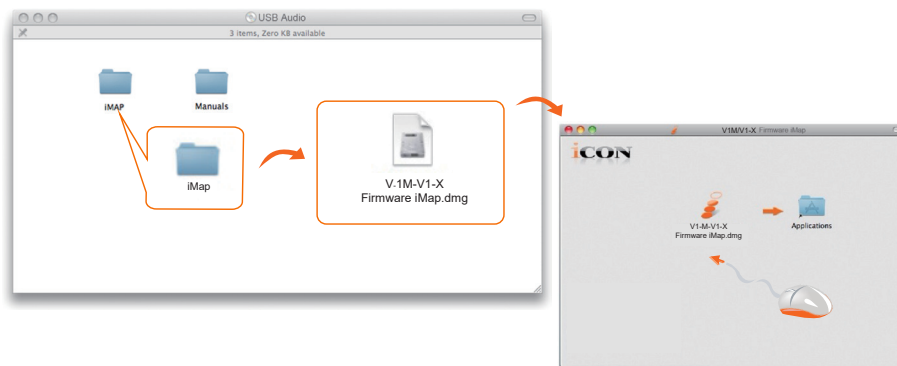 USB Audio
3 items, Zero KB available
iMAP
Manuals
iMap
V.1M-V1-X
Firmware iMap.dmg
V1M/V1-X Firmware iMap
iCON
V1-M-V1-X
Firmware iMap.dmg
Applications